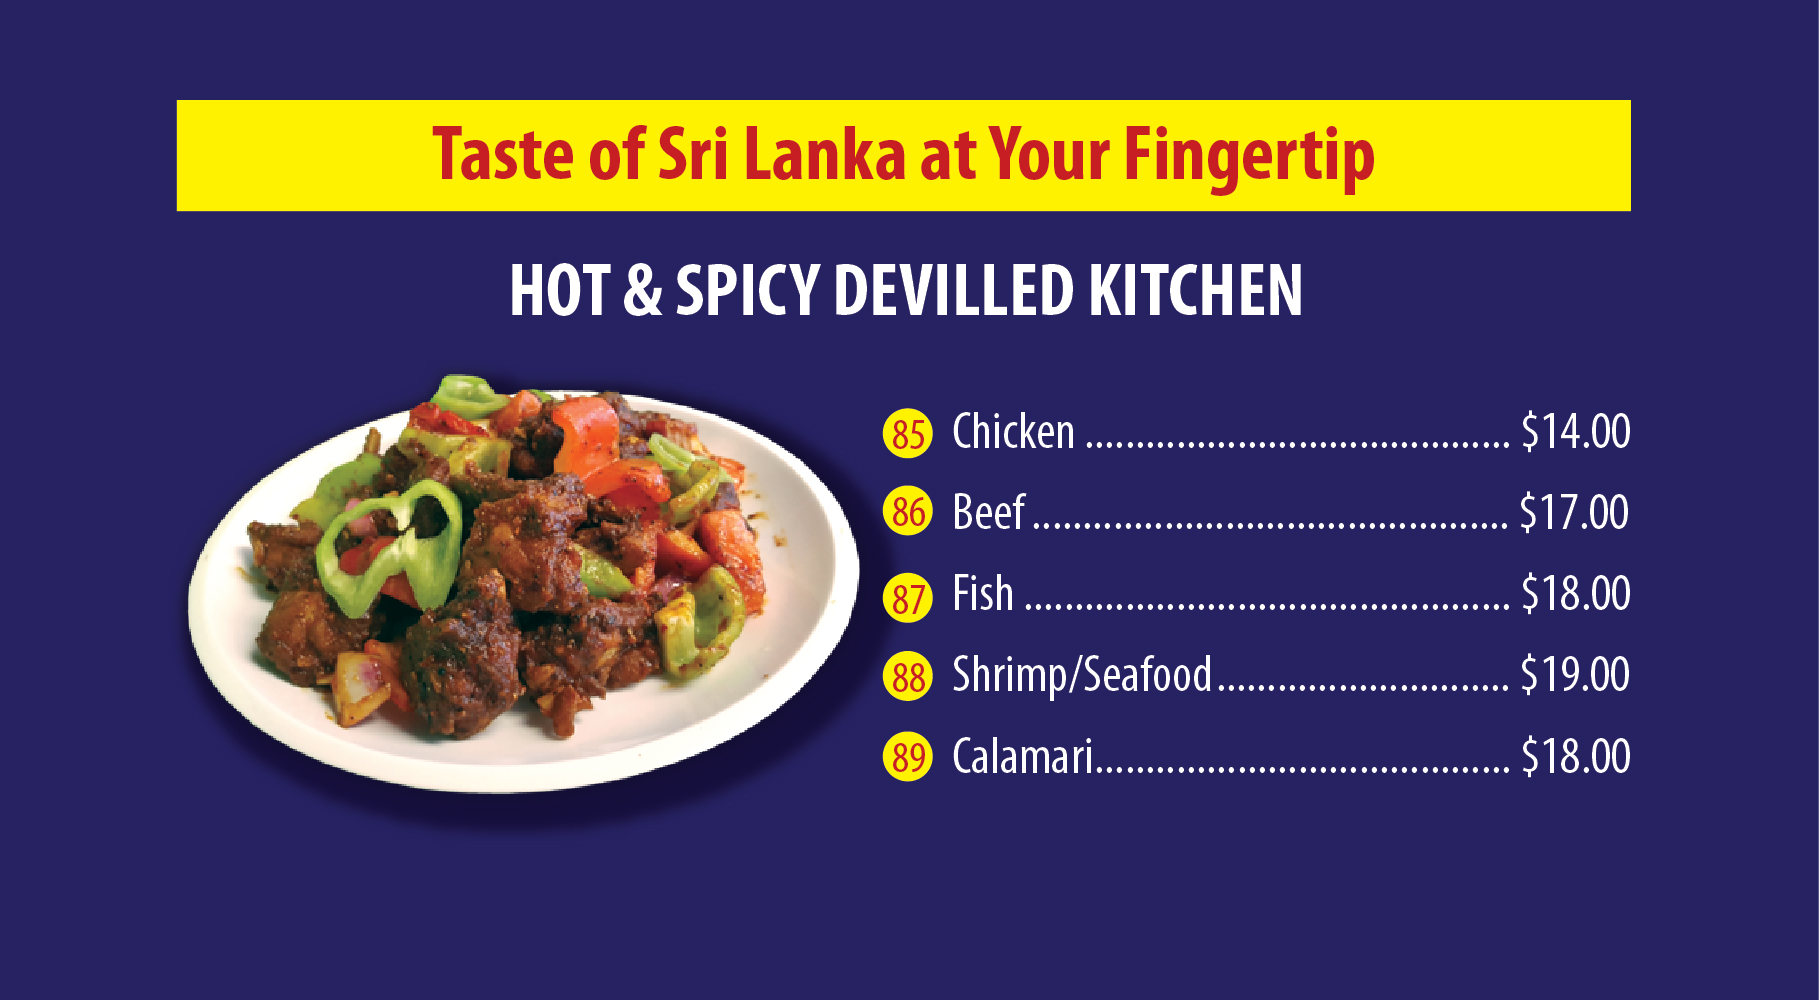 Taste of Sri Lanka at Your Fingertip
HOT & SPICY DEVILLED KITCHEN
85 Chicken .......................................... $14.00
86 Beef ............................................... $17.00
87 Fish ................................................ $18.00
88 Shrimp/Seafood ............................. $19.00
89 Calamari......................................... $18.00